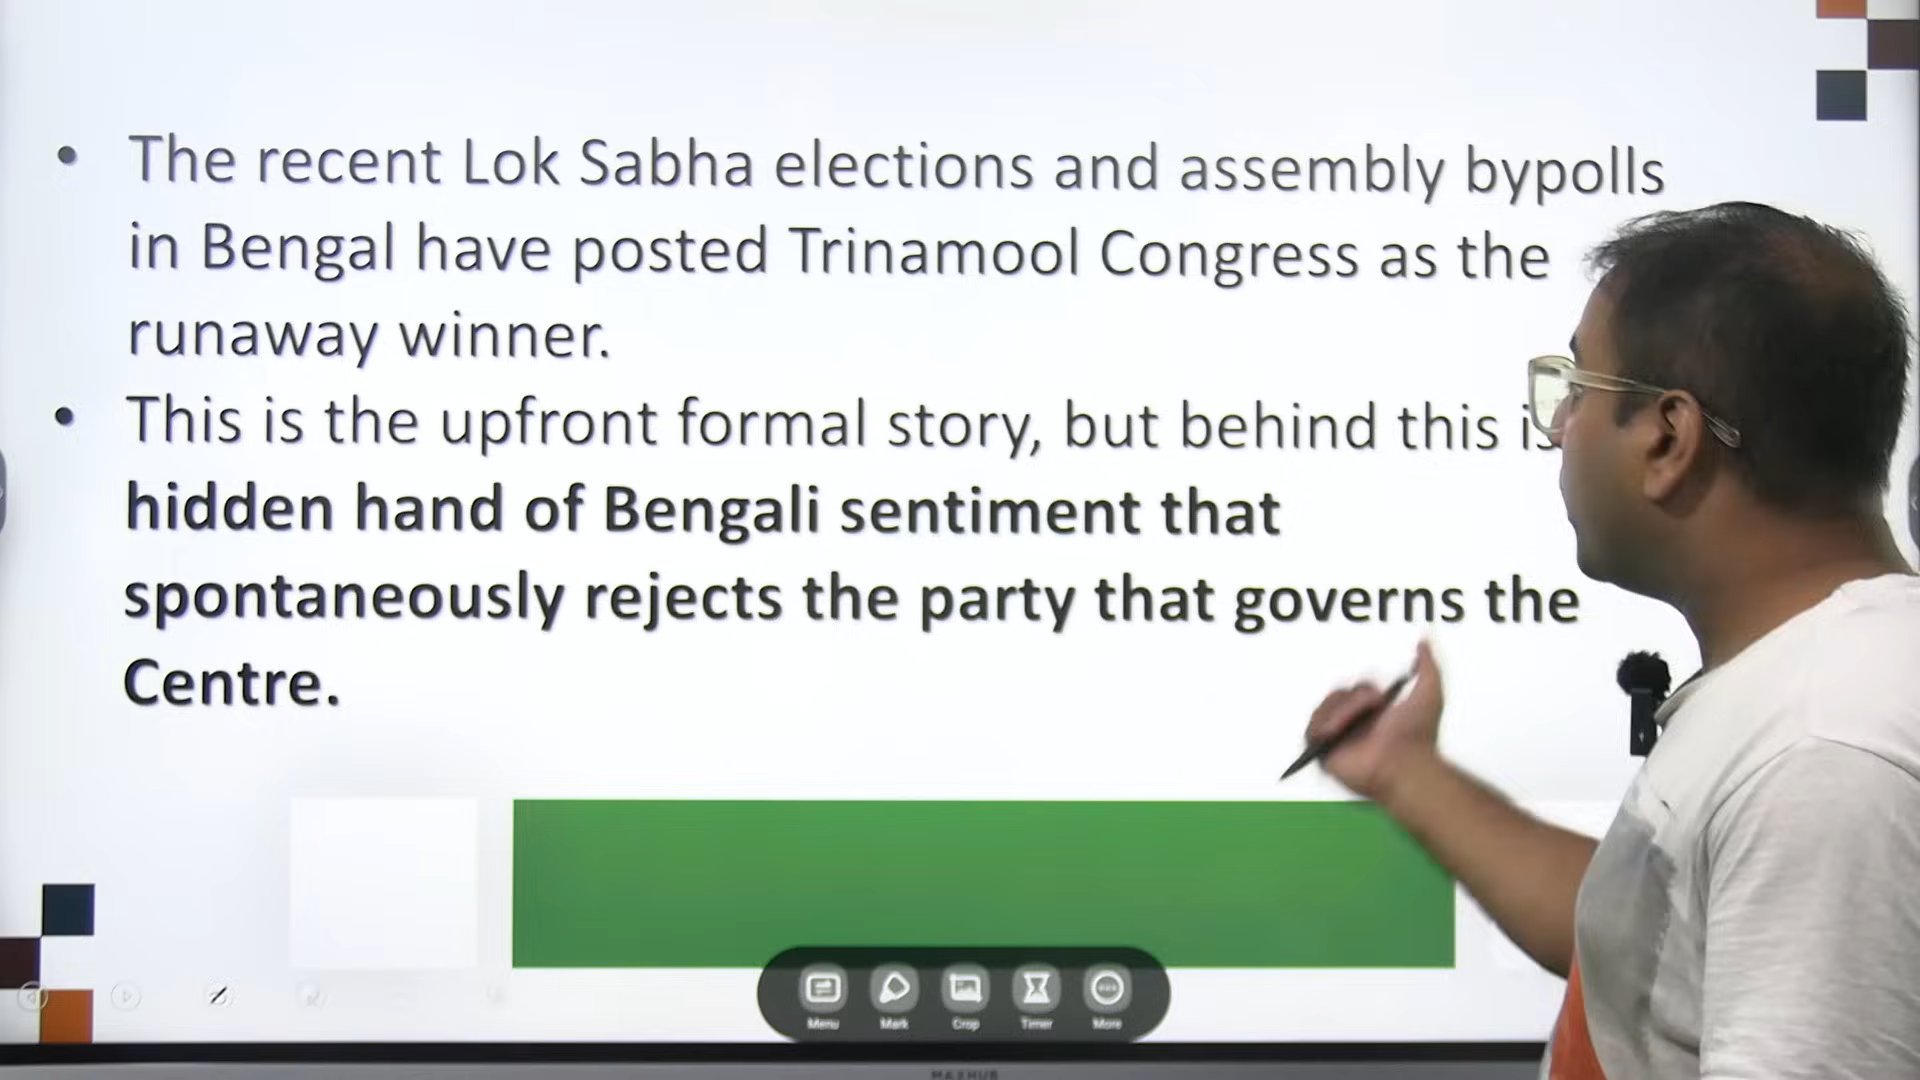 • The recent Lok Sabha elections and assembly bypolls
in Bengal have posted Trinamool Congress as the
runaway winner.
• This is the upfront formal story, but behind this is
hidden hand of Bengali sentiment that
spontaneously rejects the party that governs the
Centre.
Menu Mark Crop Timer More
MAXHUB